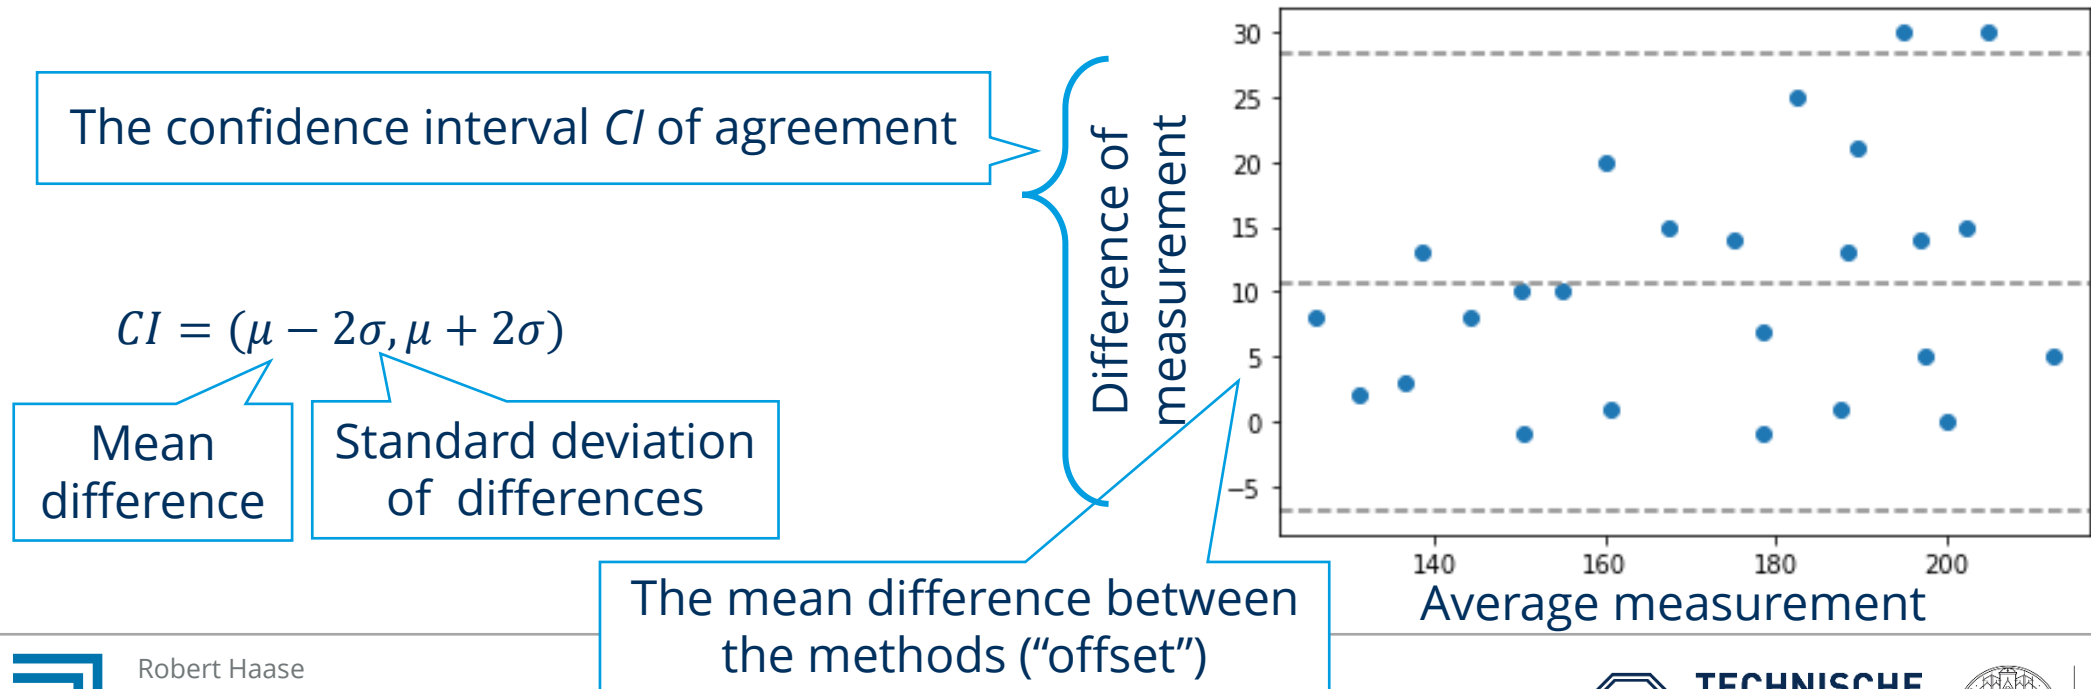 The confidence interval CI of agreement
CI = (μ − 2σ, μ + 2σ)
Mean
difference
Standard deviation
of differences
The mean difference between
the methods (“offset”)
Difference of
measurement
30
25
20
15
10
5
0
−5
140 160 180 200
Average measurement
Robert Haase
TECHNISCHE